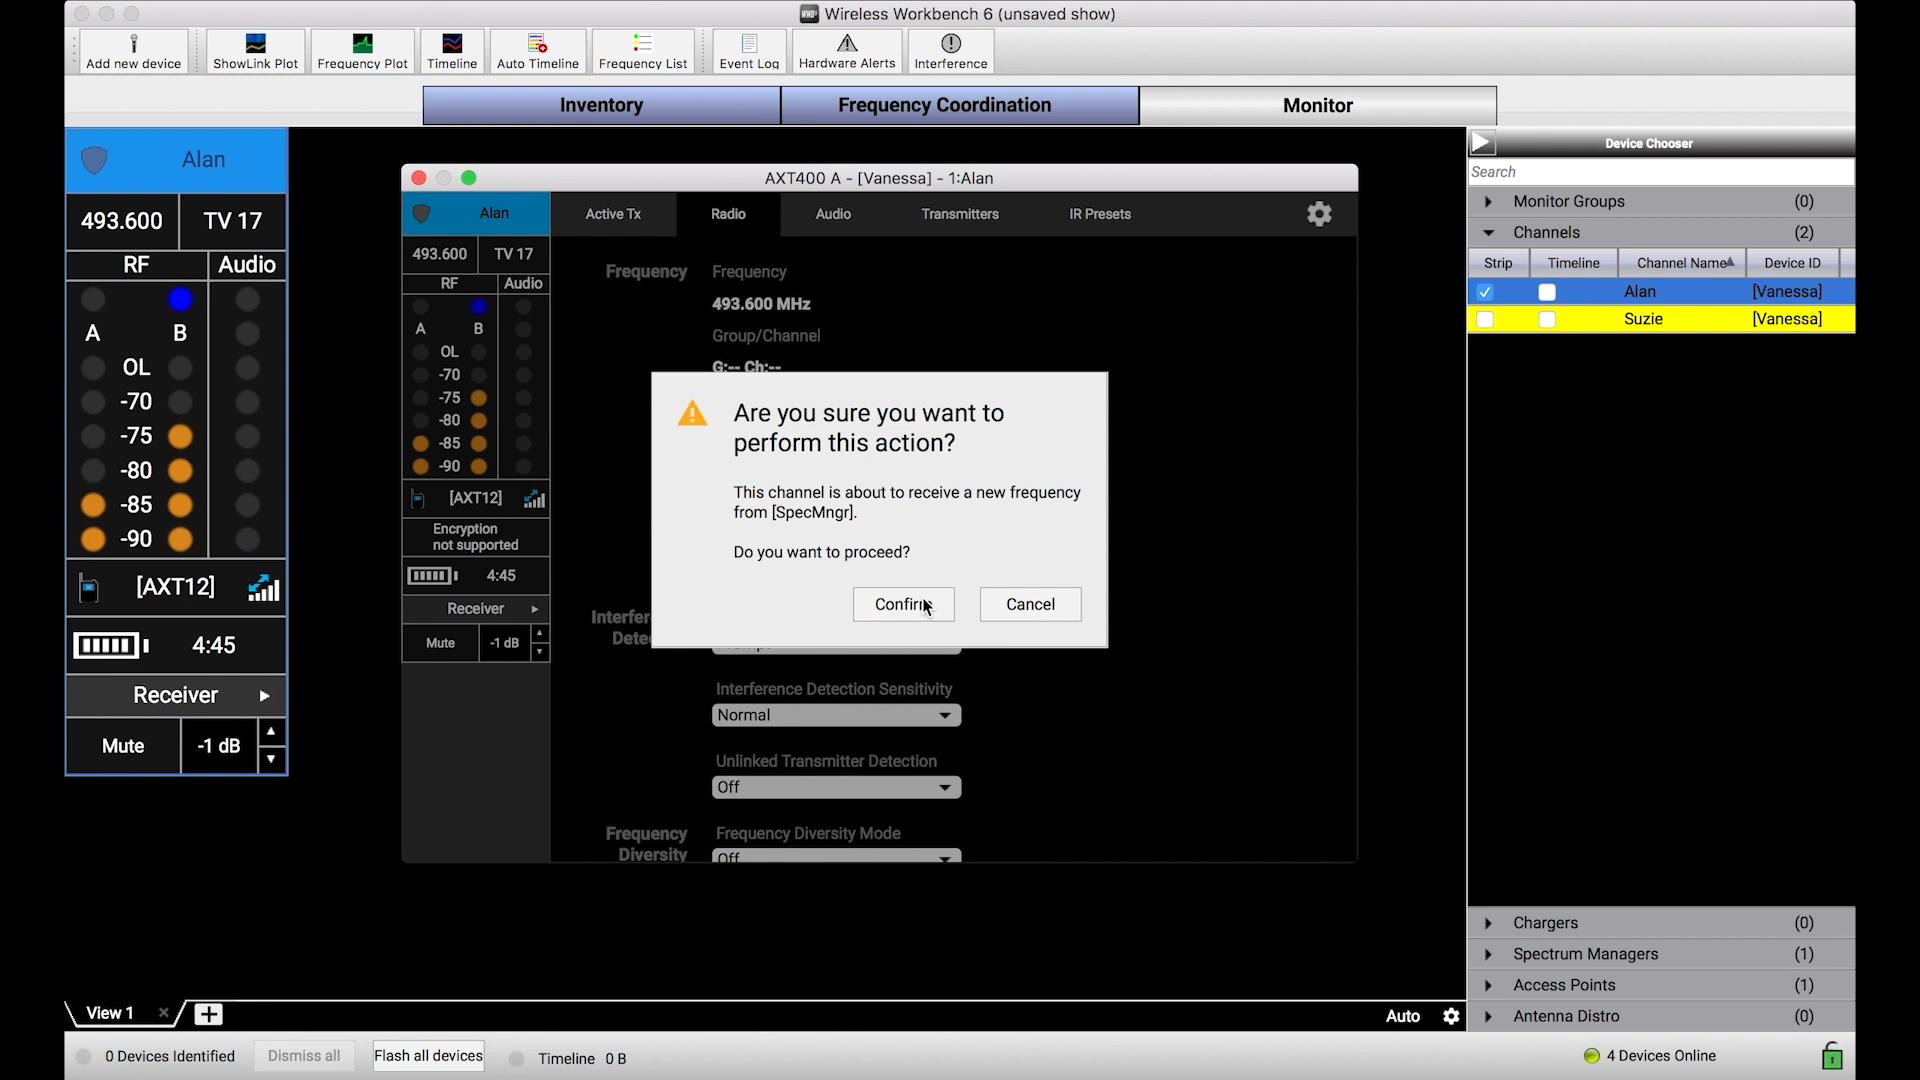 Wireless Workbench 6 (unsaved show)
Add new device
ShowLink Plot
Frequency Plot
Timeline
Auto Timeline
Frequency List
Event Log
Hardware Alerts
Interference
Inventory
Frequency Coordination
Monitor
Alan
493.600
TV 17
RF
Audio
A
B
OL
-70
-75
-80
-85
-90
[AXT12]
4:45
Receiver
Mute
-1 dB
AXT400 A - [Vanessa] - 1:Alan
Alan
Active Tx
Radio
Audio
Transmitters
IR Presets
493.600
TV 17
RF
Audio
A
B
OL
-70
-75
-80
-85
-90
[AXT12]
Encryption
not supported
4:45
Receiver
Mute
-1 dB
Frequency
Frequency
493.600 MHz
Group/Channel
G:-- Ch:--
Are you sure you want to
perform this action?
This channel is about to receive a new frequency
from [SpecMngr].
Do you want to proceed?
Confirm
Cancel
Interference Detection Sensitivity
Normal
Unlinked Transmitter Detection
Off
Frequency
Diversity
Frequency Diversity Mode
Off
Device Chooser
Search
Monitor Groups (0)
Channels (2)
Strip
Timeline
Channel Name
Device ID
Alan [Vanessa]
Suzie [Vanessa]
Chargers (0)
Spectrum Managers (1)
Access Points (1)
Antenna Distro (0)
View 1
Auto
0 Devices Identified
Dismiss all
Flash all devices
Timeline 0 B
4 Devices Online